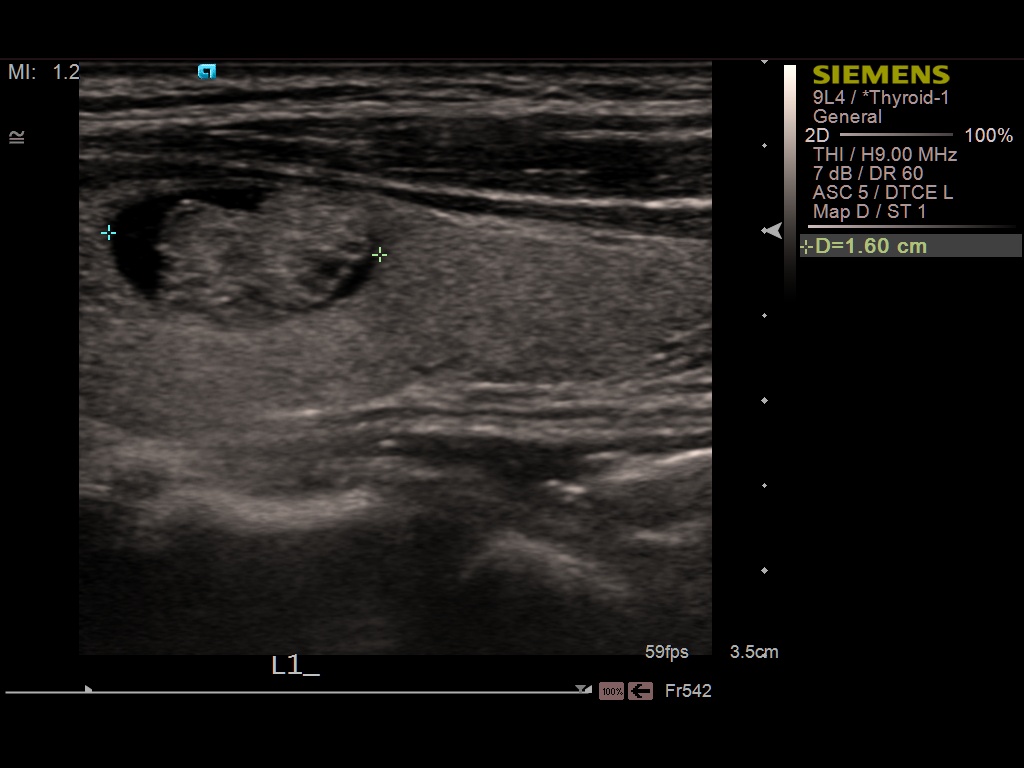 MI: 1.2
SIEMENS
9L4 / *Thyroid-1
General
2D 100%
THI / H9.00 MHz
7 dB / DR 60
ASC 5 / DTCE L
Map D / ST 1
D=1.60 cm
59fps 3.5cm
L1_
100% Fr542